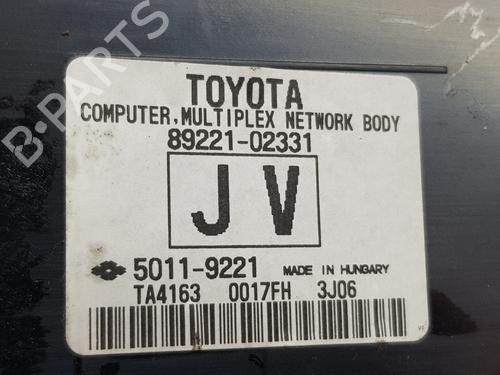 TOYOTA
COMPUTER, MULTIPLEX NETWORK BODY
89221-02331
JV
5011-9221 MADE IN HUNGARY
TA4163 0017FH 3J06
B-Parts